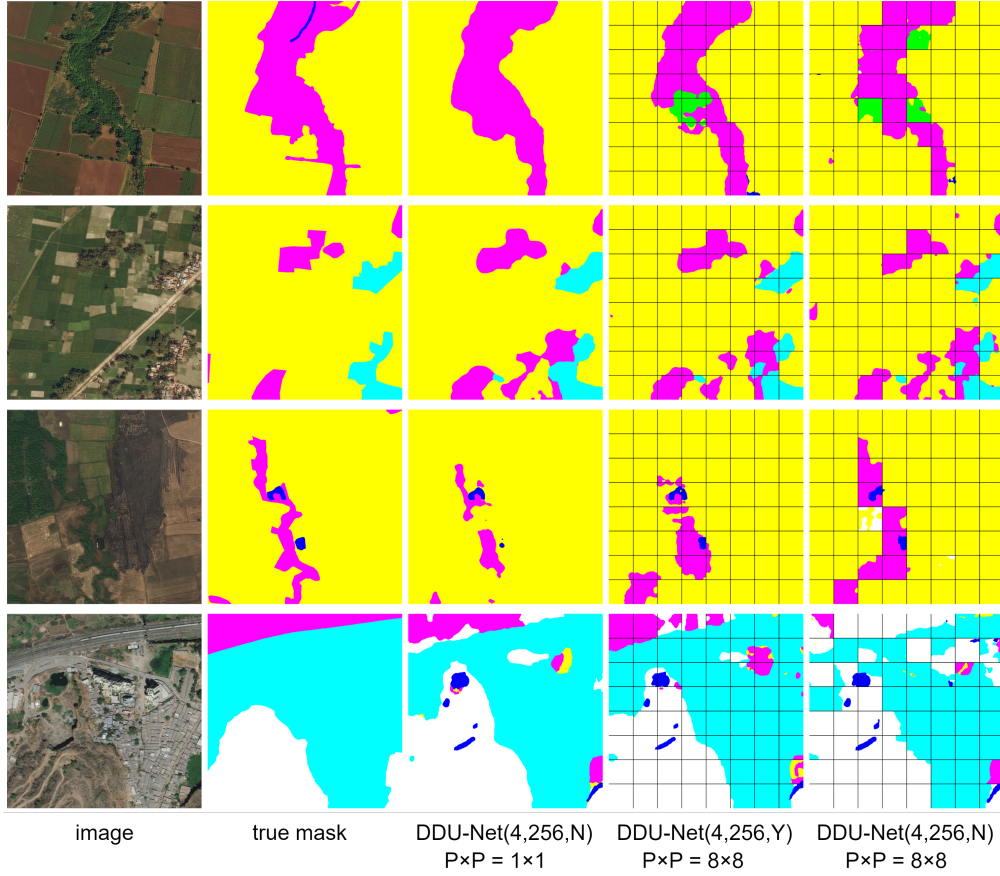 image
true mask
DDU-Net(4,256,N)
P×P = 1×1
DDU-Net(4,256,Y)
P×P = 8×8
DDU-Net(4,256,N)
P×P = 8×8